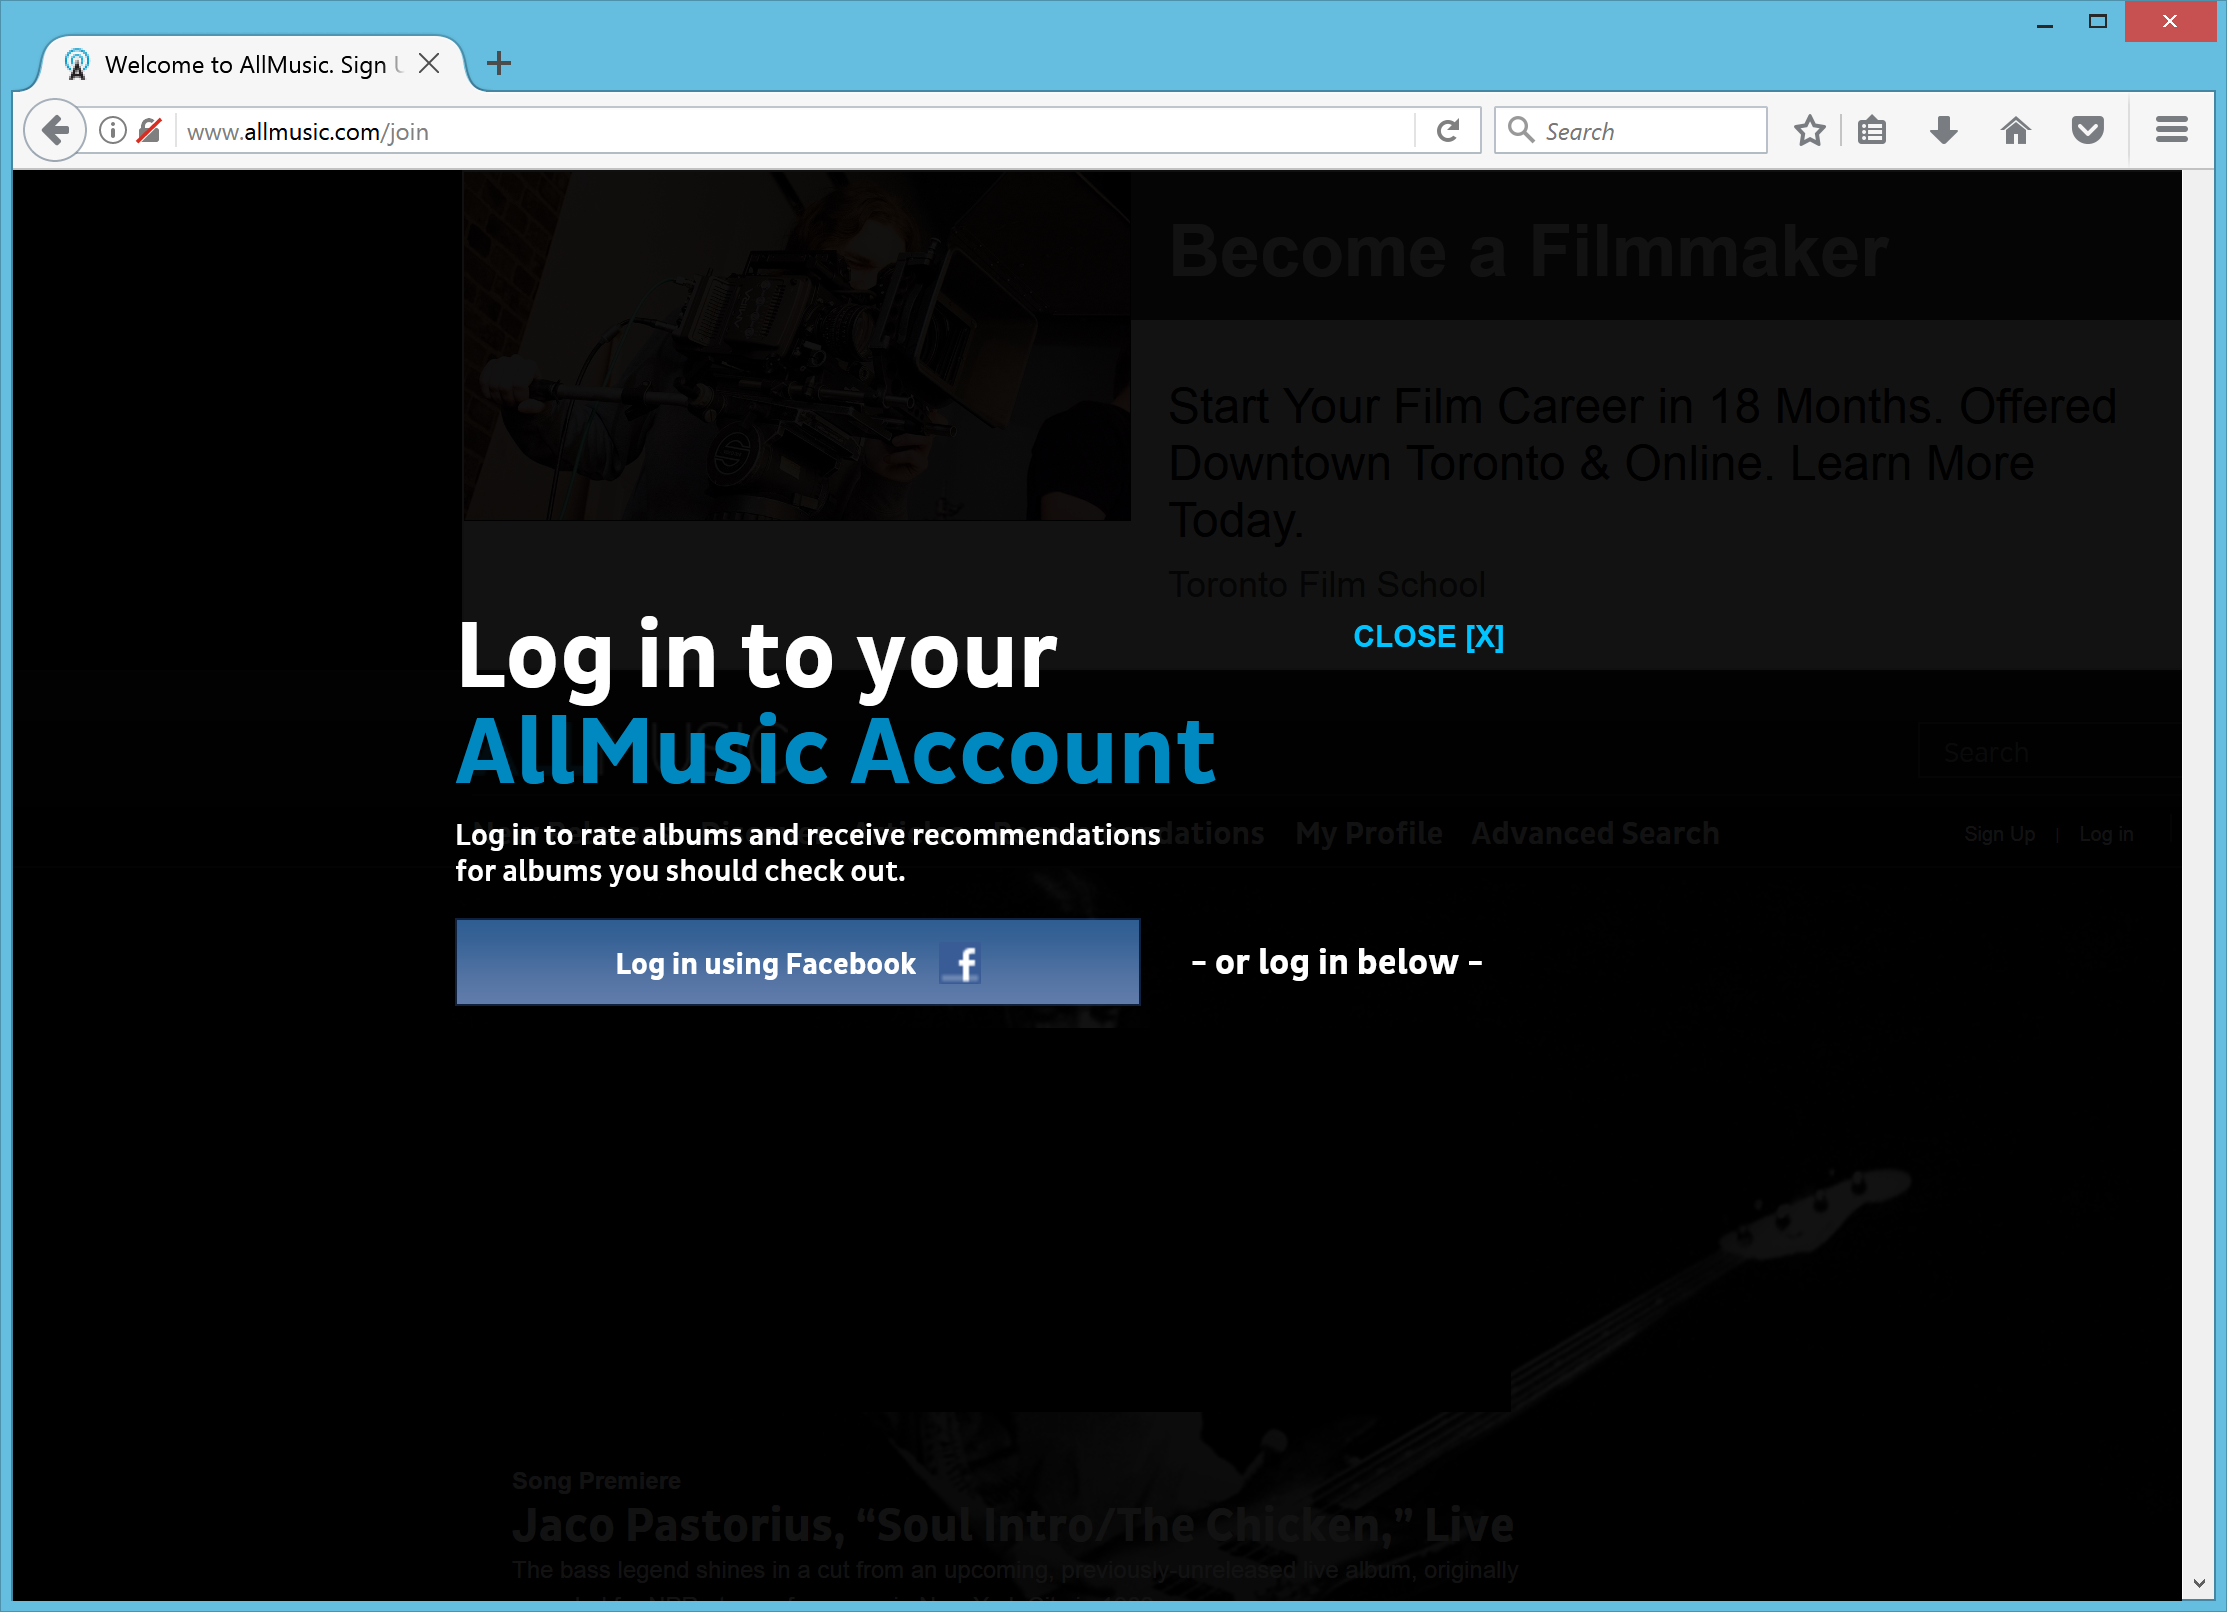 Welcome to AllMusic. Sign
www.allmusic.com/join
Search
Become a Filmmaker
Start Your Film Career in 18 Months. Offered
Downtown Toronto & Online. Learn More
Today.
Toronto Film School
CLOSE [X]
Log in to your
AllMusic Account
Search
Log in to rate albums and receive recommendations
for albums you should check out.
My Profile
Advanced Search
Sign Up | Log in
Log in using Facebook
f
- or log in below -
Song Premiere
Jaco Pastorius, “Soul Intro/The Chicken,” Live
The bass legend shines in a cut from an upcoming, previously-unreleased live album, originally